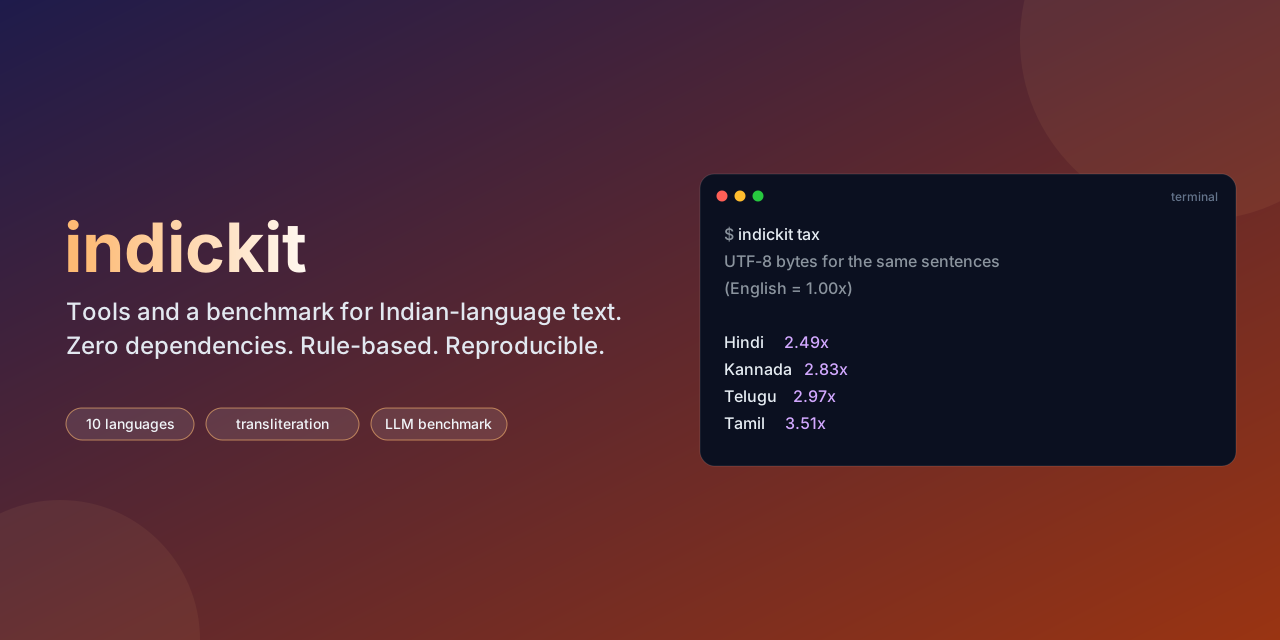 indickit
Tools and a benchmark for Indian-language text.
Zero dependencies. Rule-based. Reproducible.
10 languages
transliteration
LLM benchmark
terminal
$ indickit tax
UTF-8 bytes for the same sentences
(English = 1.00x)
Hindi 2.49x
Kannada 2.83x
Telugu 2.97x
Tamil 3.51x